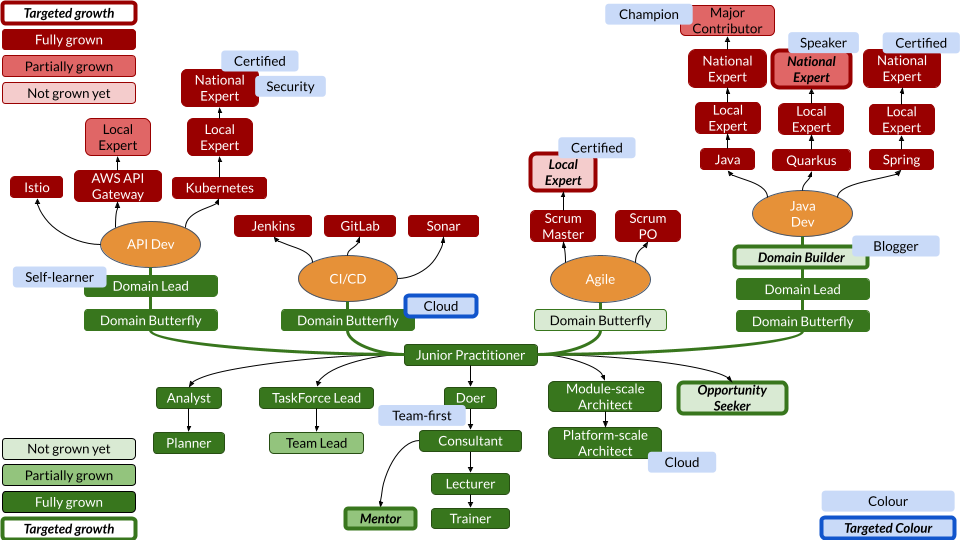 Targeted growth
Fully grown
Partially grown
Not grown yet
Champion
Major
Contributor
Certified
National
Expert
Security
Local
Expert
Local
Expert
Istio
AWS API
Gateway
Kubernetes
API Dev
Self-learner
Domain Lead
Domain Butterfly
Jenkins
GitLab
Sonar
CI/CD
Cloud
Domain Butterfly
Certified
Local
Expert
Scrum
Master
Scrum
PO
Agile
Domain Butterfly
National
Expert
Speaker
National
Expert
Certified
National
Expert
Local
Expert
Local
Expert
Local
Expert
Java
Quarkus
Spring
Java
Dev
Blogger
Domain Builder
Domain Lead
Domain Butterfly
Junior Practitioner
Analyst
Planner
TaskForce Lead
Team Lead
Doer
Team-first
Consultant
Lecturer
Trainer
Mentor
Module-scale
Architect
Platform-scale
Architect
Cloud
Opportunity
Seeker
Not grown yet
Partially grown
Fully grown
Targeted growth
Colour
Targeted Colour